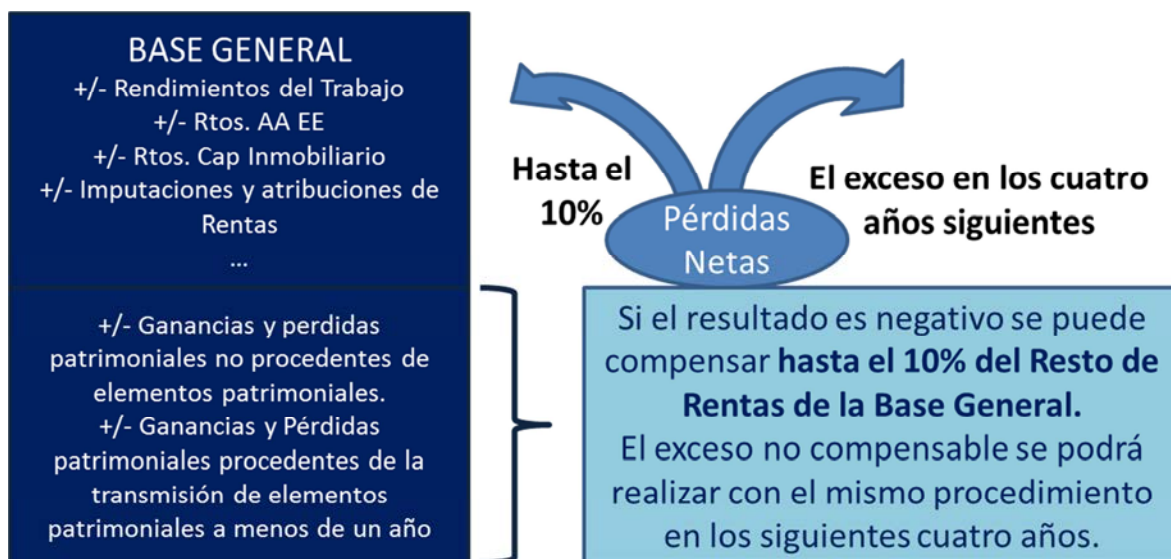 BASE GENERAL
+/- Rendimientos del Trabajo
+/- Rtos. AA EE
+/- Rtos. Cap Inmobiliario
+/- Imputaciones y atribuciones de
Rentas
...
+/- Ganancias y perdidas
patrimoniales no procedentes de
elementos patrimoniales.
+/- Ganancias y Pérdidas
patrimoniales procedentes de la
transmisión de elementos
patrimoniales a menos de un año
Hasta el
10%
Pérdidas
Netas
El exceso en los cuatro
años siguientes
Si el resultado es negativo se puede
compensar hasta el 10% del Resto de
Rentas de la Base General.
El exceso no compensable se podrá
realizar con el mismo procedimiento
en los siguientes cuatro años.